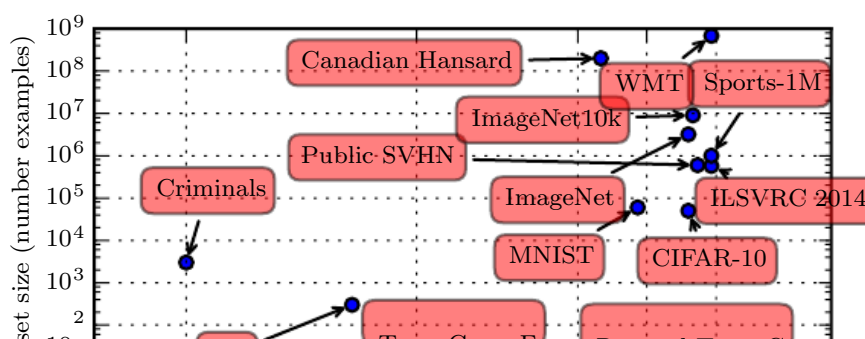 10⁹
Canadian Hansard
10⁸
WMT
Sports-1M
10⁷
ImageNet10k
10⁶
Public SVHN
10⁵
Criminals
ImageNet
ILSVRC 2014
10⁴
MNIST
CIFAR-10
10³
set size (number examples)